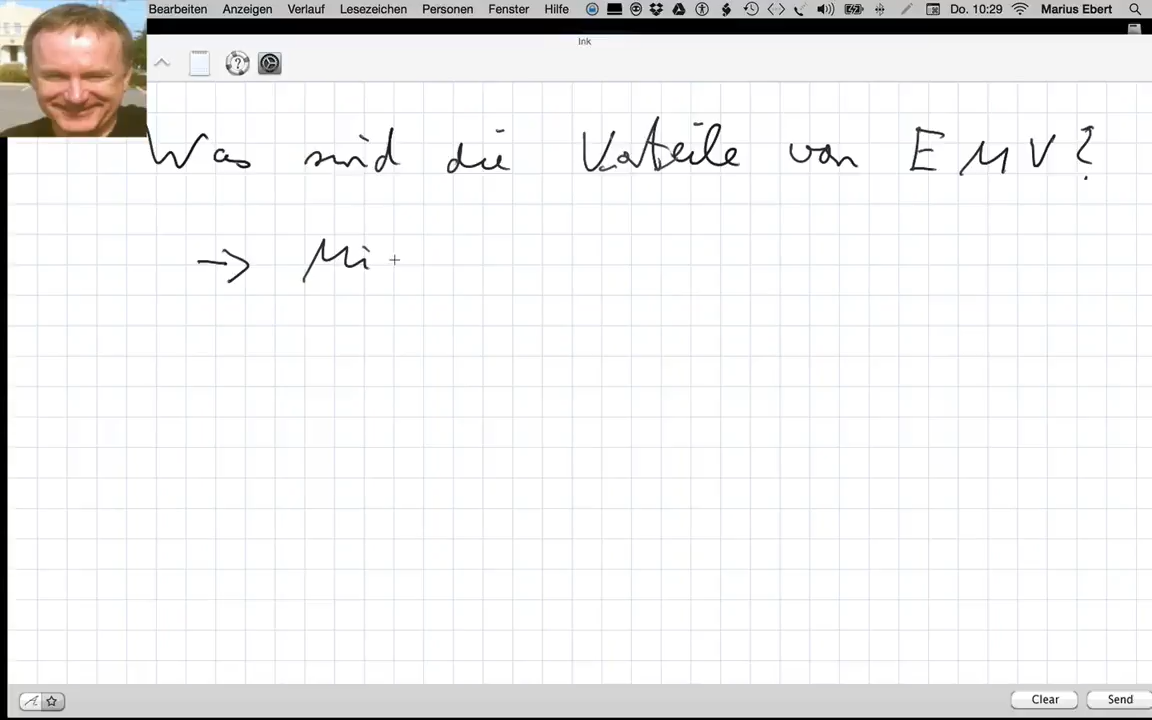 Bearbeiten Anzeigen Verlauf Lesezeichen Personen Fenster Hilfe Do. 10:29 Marius Ebert
Ink
Was sind die Vorteile von EMV?
→ Mi
Clear Send